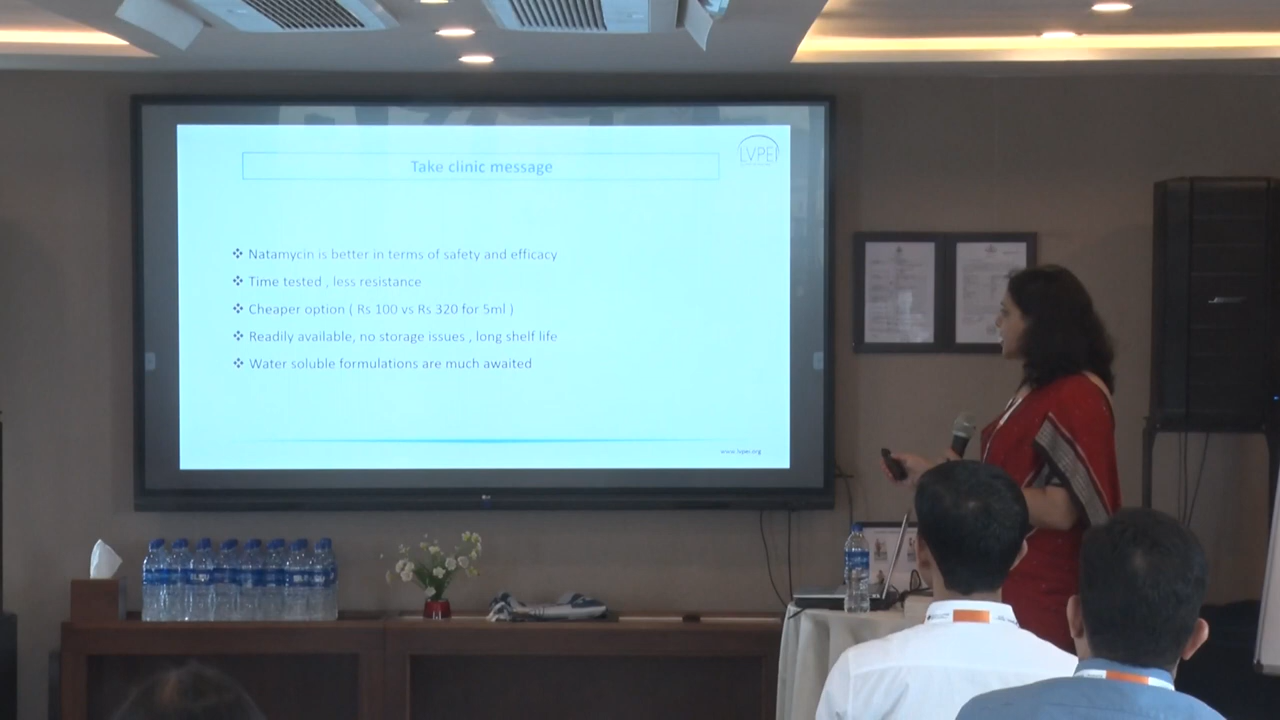 LVPEI
Take clinic message
❖ Natamycin is better in terms of safety and efficacy
❖ Time tested , less resistance
❖ Cheaper option ( Rs 100 vs Rs 320 for 5ml )
❖ Readily available, no storage issues , long shelf life
❖ Water soluble formulations are much awaited
www.lvpei.org